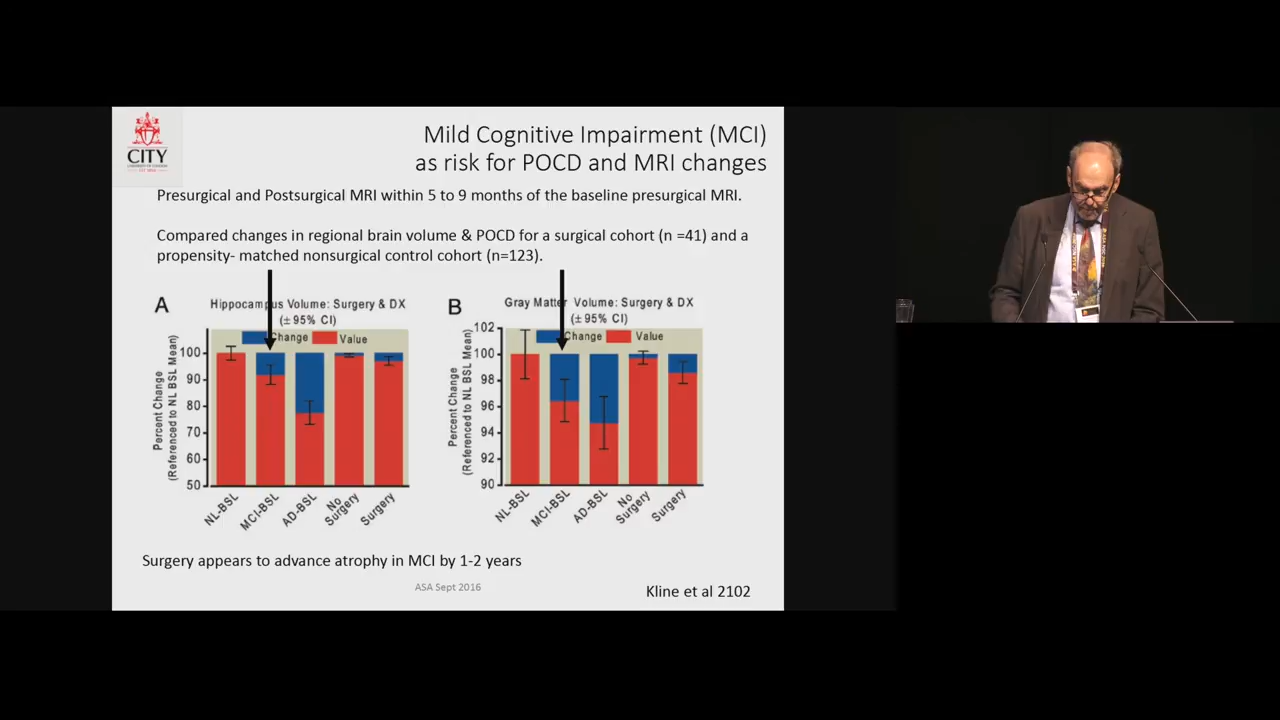 CITY
UNIVERSITY OF LONDON
EST 1894
Mild Cognitive Impairment (MCI)
as risk for POCD and MRI changes
Presurgical and Postsurgical MRI within 5 to 9 months of the baseline presurgical MRI.
Compared changes in regional brain volume & POCD for a surgical cohort (n =41) and a
propensity- matched nonsurgical control cohort (n=123).
A
Hippocampus Volume: Surgery & DX
(± 95% CI)
Change
Value
Percent Change
(Referenced to NL BSL Mean)
100
90
80
70
60
50
NL-BSL
MCI-BSL
AD-BSL
No
Surgery
Surgery
B
Gray Matter Volume: Surgery & DX
(± 95% CI)
Change
Value
Percent Change
(Referenced to NL BSL Mean)
102
100
98
96
94
92
90
NL-BSL
MCI-BSL
AD-BSL
No
Surgery
Surgery
Surgery appears to advance atrophy in MCI by 1-2 years
ASA Sept 2016
Kline et al 2102